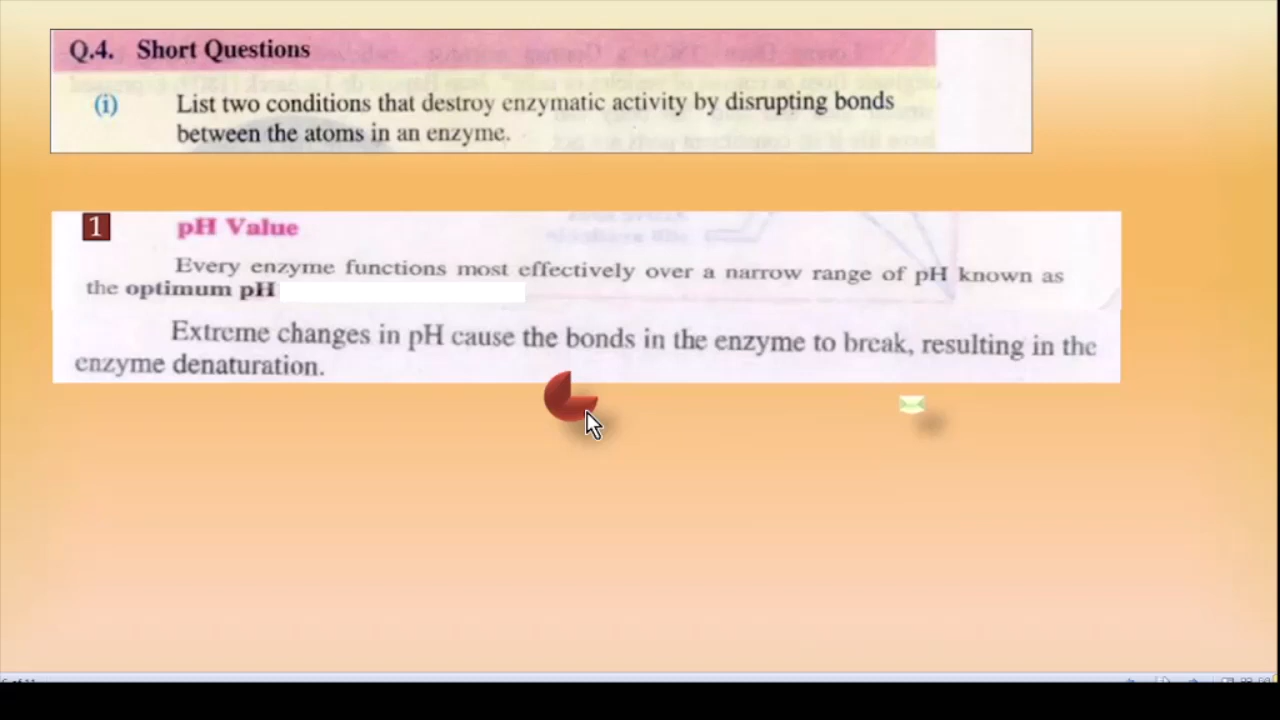 Q.4. Short Questions
(i) List two conditions that destroy enzymatic activity by disrupting bonds
between the atoms in an enzyme.
1 pH Value
Every enzyme functions most effectively over a narrow range of pH known as
the optimum pH
Extreme changes in pH cause the bonds in the enzyme to break, resulting in the
enzyme denaturation.